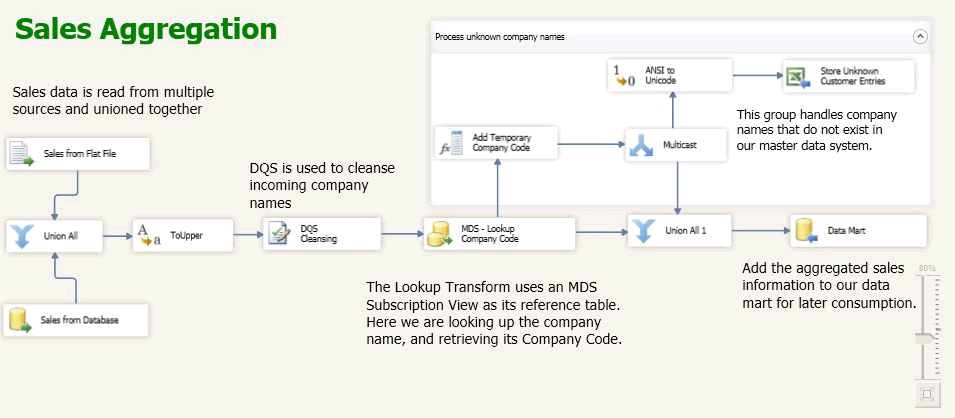 Sales Aggregation
Process unknown company names
Sales data is read from multiple
sources and unioned together
ANSI to
Unicode
Store Unknown
Customer Entries
This group handles company
names that do not exist in
our master data system.
Add Temporary
Company Code
Multicast
Sales from Flat File
DQS is used to cleanse
incoming company
names
Union All
ToUpper
DQS
Cleansing
MDS - Lookup
Company Code
Union All 1
Data Mart
Sales from Database
The Lookup Transform uses an MDS
Subscription View as its reference table.
Here we are looking up the company
name, and retrieving its Company Code.
Add the aggregated sales
information to our data
mart for later consumption.
80%